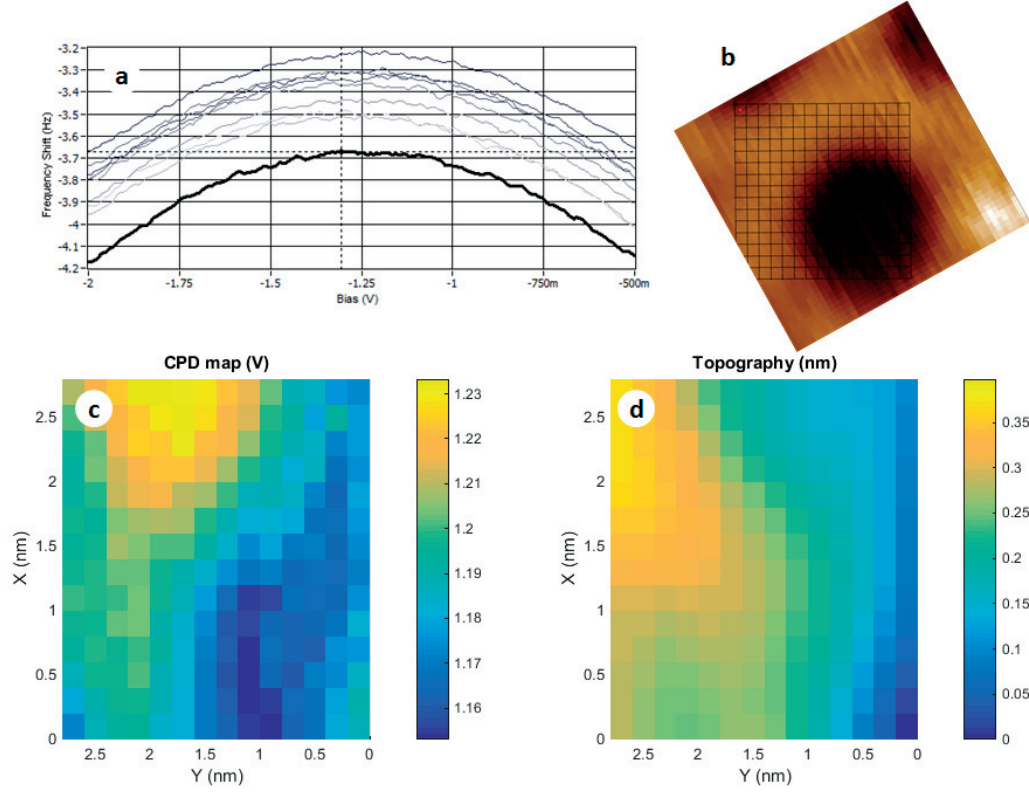 a
b
-3.2
-3.3
-3.4
-3.5
-3.6
-3.7
-3.8
-3.9
-4
-4.1
-4.2
Frequency Shift (Hz)
-2 -1.75 -1.5 -1.25 -1 -750m -500m
Bias (V)
CPD map (V)
c
2.5
2
1.5
1
0.5
0
X (nm)
2.5 2 1.5 1 0.5 0
Y (nm)
1.23
1.22
1.21
1.2
1.19
1.18
1.17
1.16
Topography (nm)
d
2.5
2
1.5
1
0.5
0
X (nm)
2.5 2 1.5 1 0.5 0
Y (nm)
0.35
0.3
0.25
0.2
0.15
0.1
0.05
0